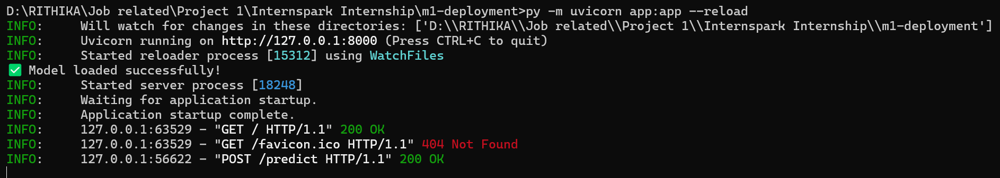 D:\RITHIKA\Job related\Project 1\Internspark Internship\m1-deployment>py -m uvicorn app:app --reload
INFO:     Will watch for changes in these directories: ['D:\\RITHIKA\\Job related\\Project 1\\Internspark Internship\\m1-deployment']
INFO:     Uvicorn running on http://127.0.0.1:8000 (Press CTRL+C to quit)
INFO:     Started reloader process [15312] using WatchFiles
✅ Model loaded successfully!
INFO:     Started server process [18248]
INFO:     Waiting for application startup.
INFO:     Application startup complete.
INFO:     127.0.0.1:63529 - "GET / HTTP/1.1" 200 OK
INFO:     127.0.0.1:63529 - "GET /favicon.ico HTTP/1.1" 404 Not Found
INFO:     127.0.0.1:56622 - "POST /predict HTTP/1.1" 200 OK